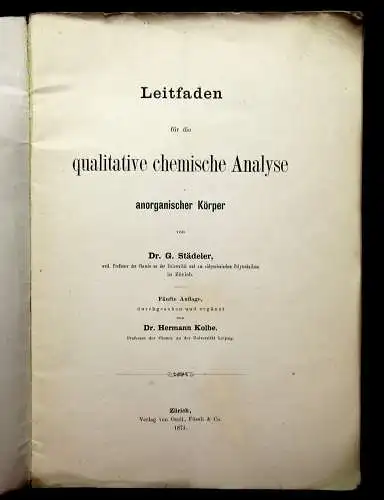 Leitfaden
für die
qualitative chemische Analyse
anorganischer Körper
von
Dr. G. Städeler,
weil. Professor der Chemie an der Universität und am eidgenössischen Polytechnikum
in Zürich.
Fünfte Auflage,
durchgesehen und ergänzt
von
Dr. Hermann Kolbe,
Professor der Chemie an der Universität Leipzig.
Zürich,
Verlag von Orell, Füssli & Co.